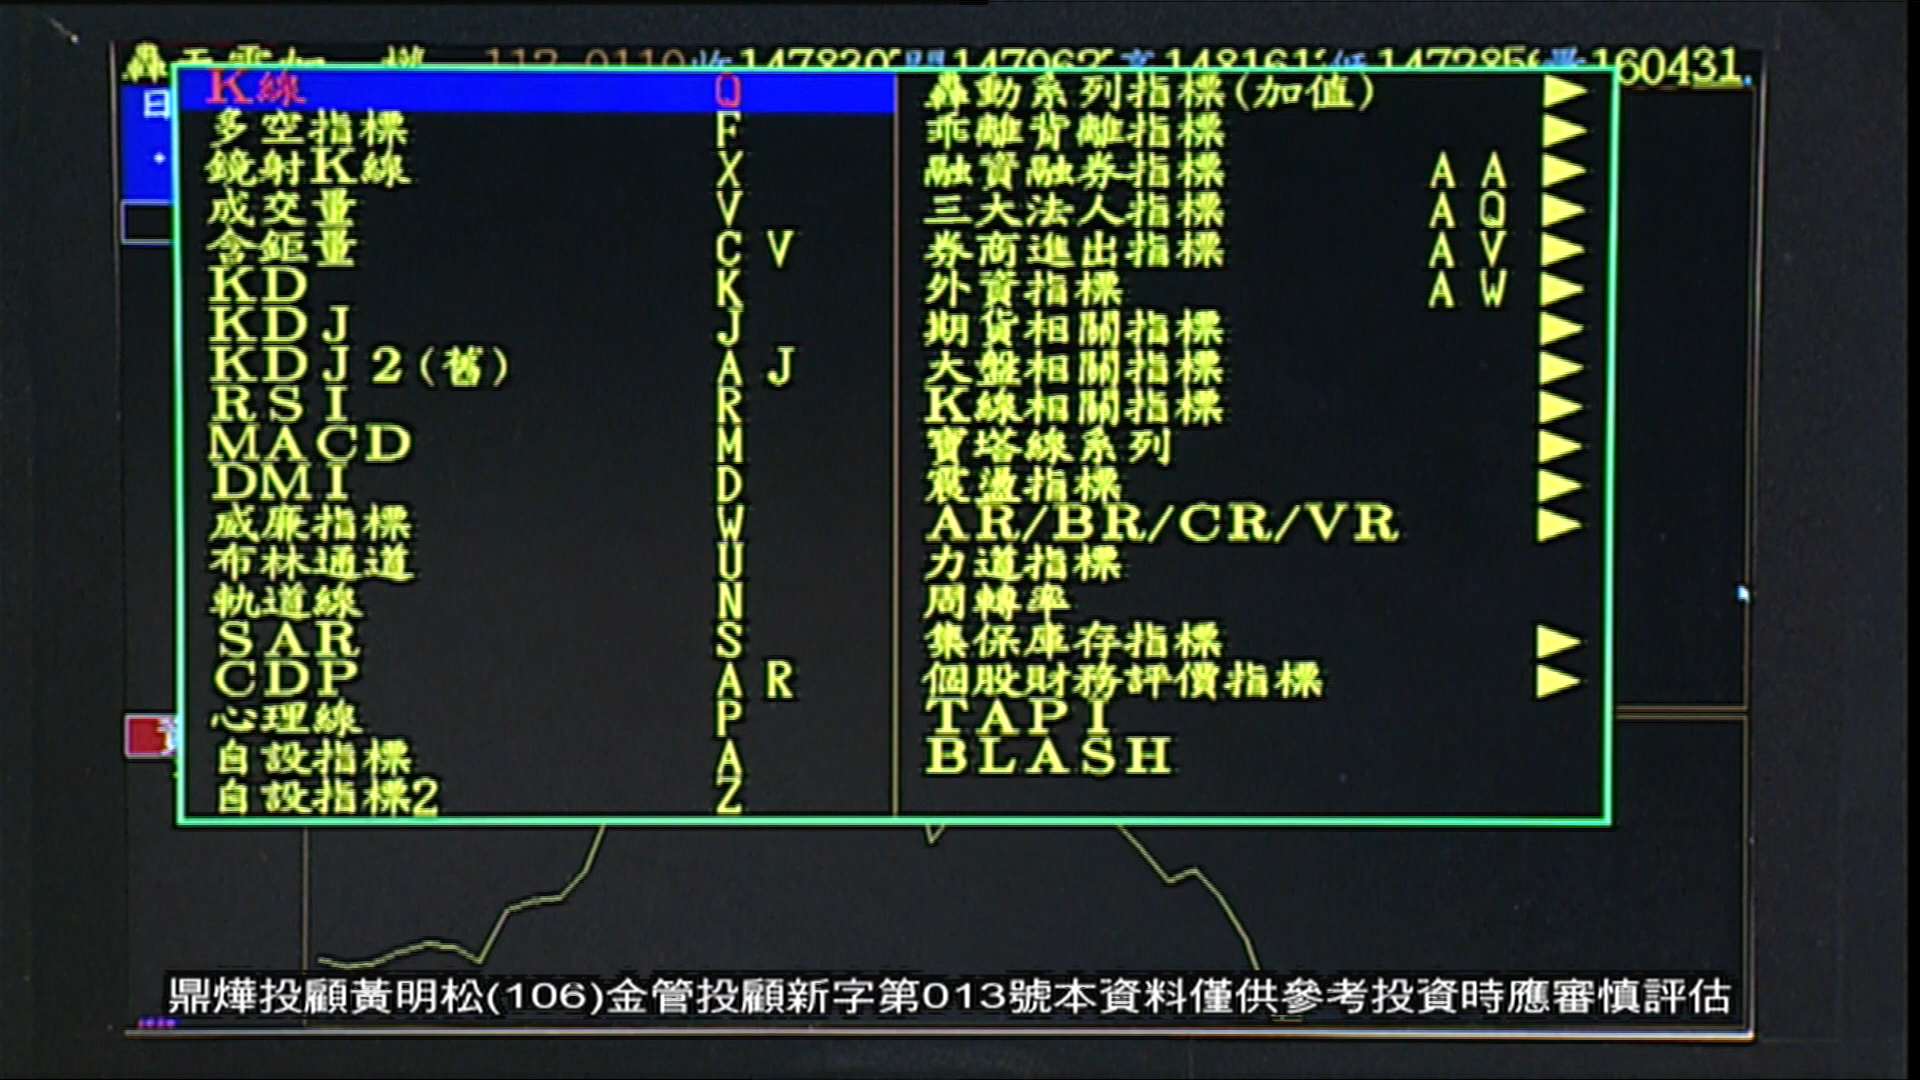 160431
K線 Q
多空指標 F
鏡射K線 X
成交量 V
含鉅量 C V
KD K
KDJ J
KDJ2(舊) A J
RSI R
MACD M
DMI D
威廉指標 W
布林通道 U
軌道線 N
SAR S
CDP A R
心理線 P
自設指標 A
自設指標2 Z
轟動系列指標(加值)
乖離背離指標
融資融券指標 A A
三大法人指標 A Q
券商進出指標 A V
外資指標 A W
期貨相關指標
大盤相關指標
K線相關指標
寶塔線系列
震盪指標
AR/BR/CR/VR
力道指標
周轉率
集保庫存指標
個股財務評價指標
TAPI
BLASH
日
鼎燁投顧黃明松(106)金管投顧新字第013號本資料僅供參考投資時應審慎評估